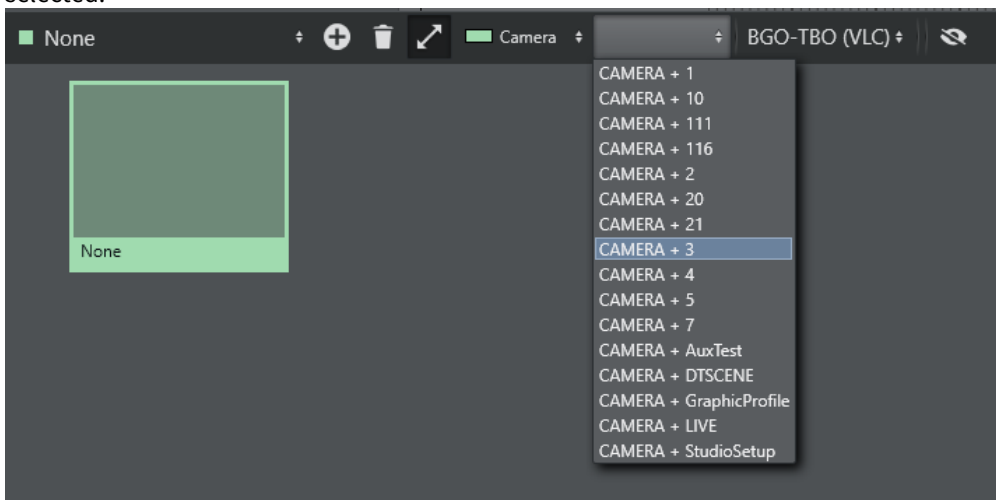 selected.
None Camera BGO-TBO (VLC)
CAMERA + 1
CAMERA + 10
CAMERA + 111
CAMERA + 116
CAMERA + 2
CAMERA + 20
CAMERA + 21
CAMERA + 3
CAMERA + 4
CAMERA + 5
CAMERA + 7
CAMERA + AuxTest
CAMERA + DTSCENE
CAMERA + GraphicProfile
CAMERA + LIVE
CAMERA + StudioSetup
None